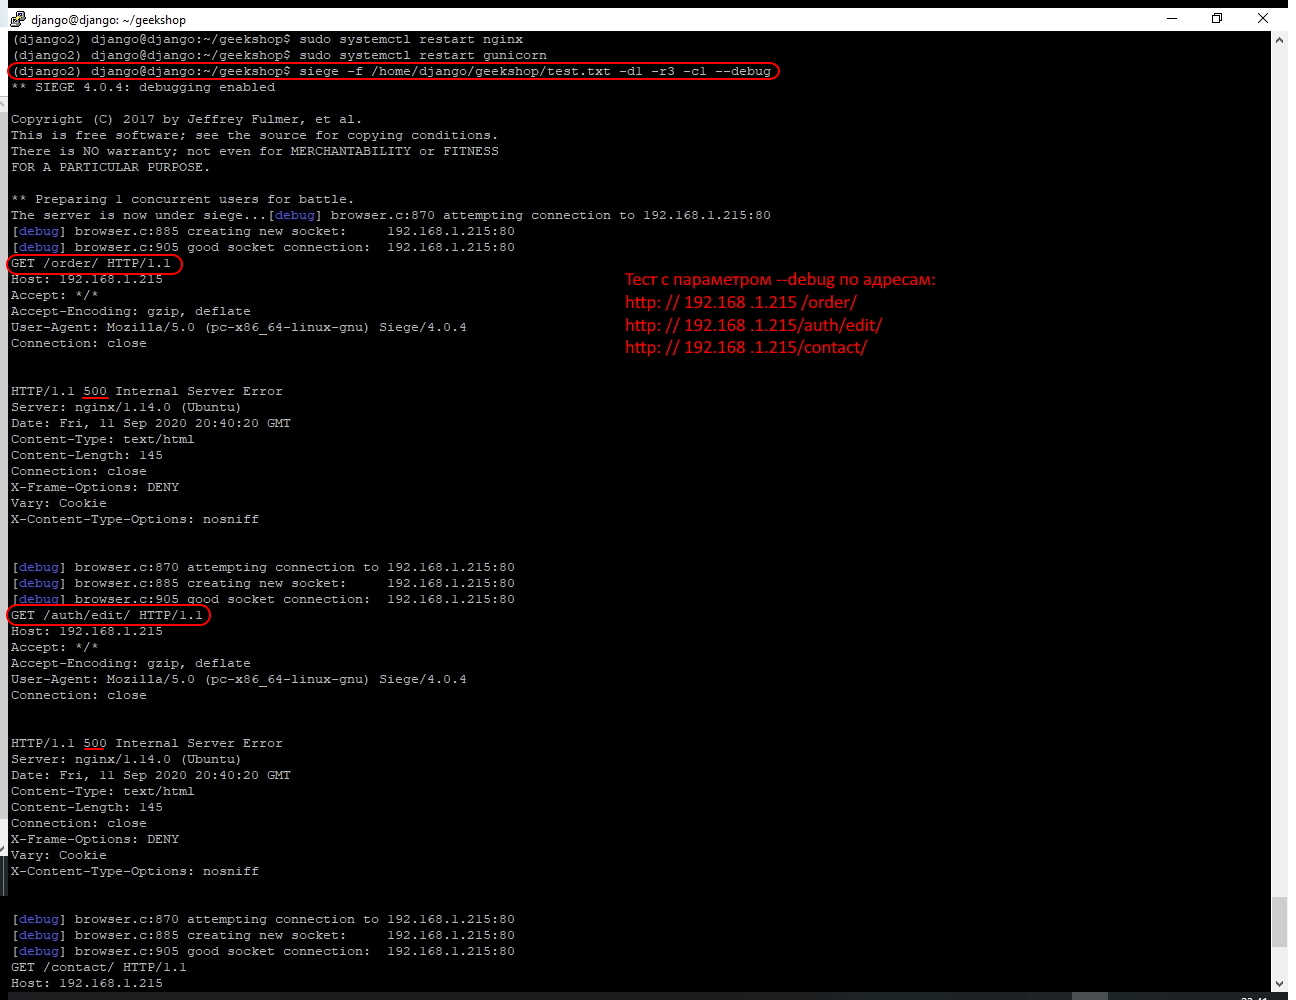 django@django: ~/geekshop
(django2) django@django:~/geekshop$ sudo systemctl restart nginx
(django2) django@django:~/geekshop$ sudo systemctl restart gunicorn
(django2) django@django:~/geekshop$ siege -f /home/django/geekshop/test.txt -d1 -r3 -c1 --debug
** SIEGE 4.0.4: debugging enabled
Copyright (C) 2017 by Jeffrey Fulmer, et al.
This is free software; see the source for copying conditions.
There is NO warranty; not even for MERCHANTABILITY or FITNESS
FOR A PARTICULAR PURPOSE.
** Preparing 1 concurrent users for battle.
The server is now under siege...[debug] browser.c:870 attempting connection to 192.168.1.215:80
[debug] browser.c:885 creating new socket:     192.168.1.215:80
[debug] browser.c:905 good socket connection:  192.168.1.215:80
GET /order/ HTTP/1.1
Host: 192.168.1.215
Accept: */*
Accept-Encoding: gzip, deflate
User-Agent: Mozilla/5.0 (pc-x86_64-linux-gnu) Siege/4.0.4
Connection: close
Тест с параметром --debug по адресам:
http: // 192.168 .1.215 /order/
http: // 192.168 .1.215/auth/edit/
http: // 192.168 .1.215/contact/
HTTP/1.1 500 Internal Server Error
Server: nginx/1.14.0 (Ubuntu)
Date: Fri, 11 Sep 2020 20:40:20 GMT
Content-Type: text/html
Content-Length: 145
Connection: close
X-Frame-Options: DENY
Vary: Cookie
X-Content-Type-Options: nosniff
[debug] browser.c:870 attempting connection to 192.168.1.215:80
[debug] browser.c:885 creating new socket:     192.168.1.215:80
[debug] browser.c:905 good socket connection:  192.168.1.215:80
GET /auth/edit/ HTTP/1.1
Host: 192.168.1.215
Accept: */*
Accept-Encoding: gzip, deflate
User-Agent: Mozilla/5.0 (pc-x86_64-linux-gnu) Siege/4.0.4
Connection: close
HTTP/1.1 500 Internal Server Error
Server: nginx/1.14.0 (Ubuntu)
Date: Fri, 11 Sep 2020 20:40:20 GMT
Content-Type: text/html
Content-Length: 145
Connection: close
X-Frame-Options: DENY
Vary: Cookie
X-Content-Type-Options: nosniff
[debug] browser.c:870 attempting connection to 192.168.1.215:80
[debug] browser.c:885 creating new socket:     192.168.1.215:80
[debug] browser.c:905 good socket connection:  192.168.1.215:80
GET /contact/ HTTP/1.1
Host: 192.168.1.215